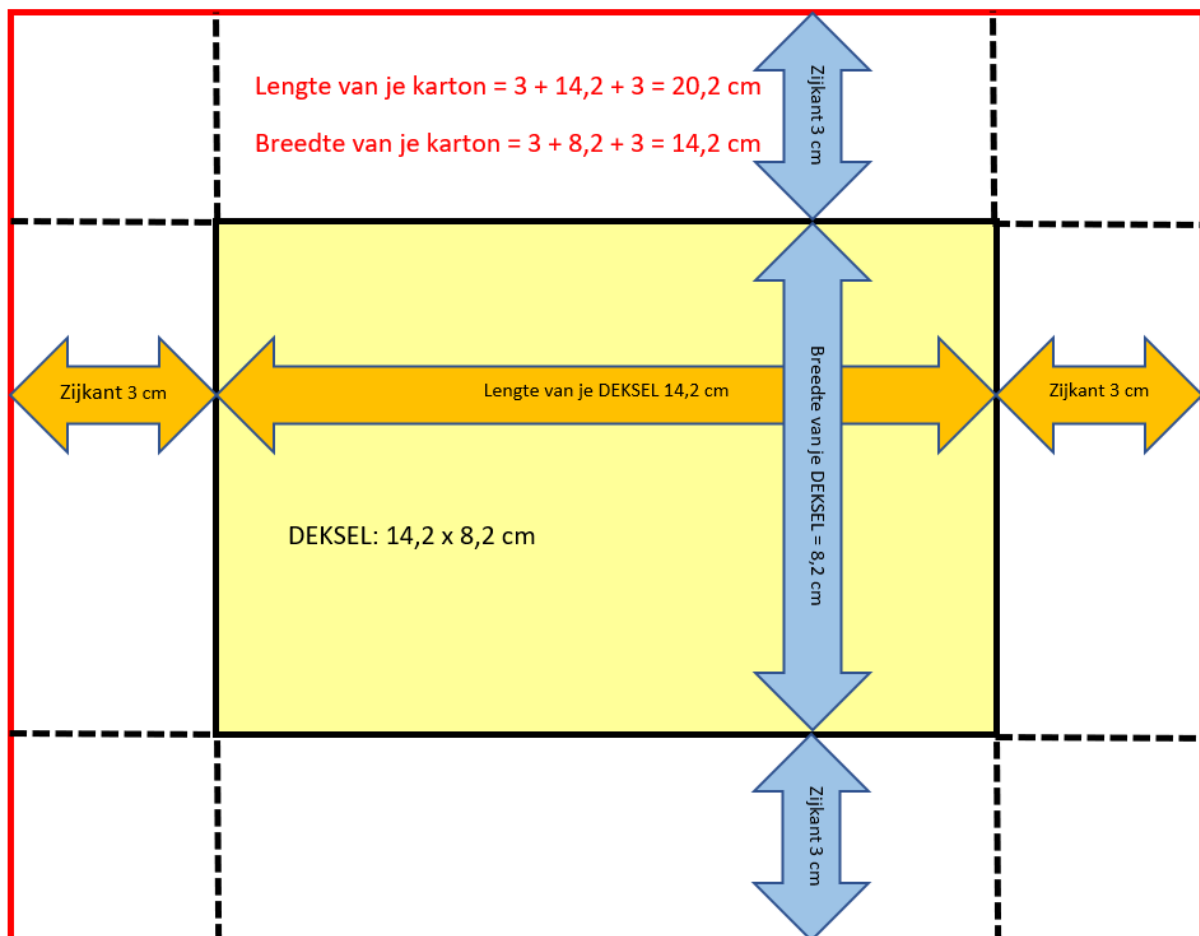 Lengte van je karton = 3 + 14,2 + 3 = 20,2 cm
Breedte van je karton = 3 + 8,2 + 3 = 14,2 cm
Zijkant 3 cm
Zijkant 3 cm
Lengte van je DEKSEL 14,2 cm
Breedte van je DEKSEL = 8,2 cm
Zijkant 3 cm
DEKSEL: 14,2 x 8,2 cm
Zijkant 3 cm